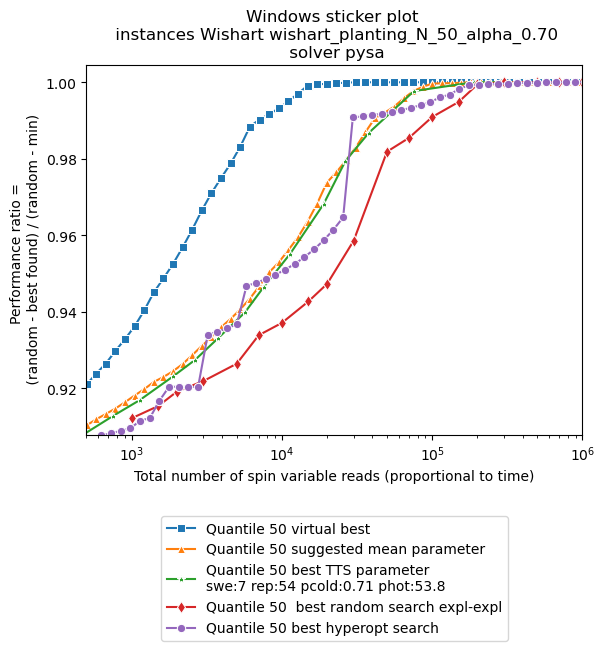 Windows sticker plot
instances Wishart wishart_planting_N_50_alpha_0.70
solver pysa
Performance ratio =
(random - best found) / (random - min)
1.00
0.98
0.96
0.94
0.92
10³
10⁴
10⁵
10⁶
Total number of spin variable reads (proportional to time)
Quantile 50 virtual best
Quantile 50 suggested mean parameter
Quantile 50 best TTS parameter
swe:7 rep:54 pcold:0.71 phot:53.8
Quantile 50  best random search expl-expl
Quantile 50 best hyperopt search